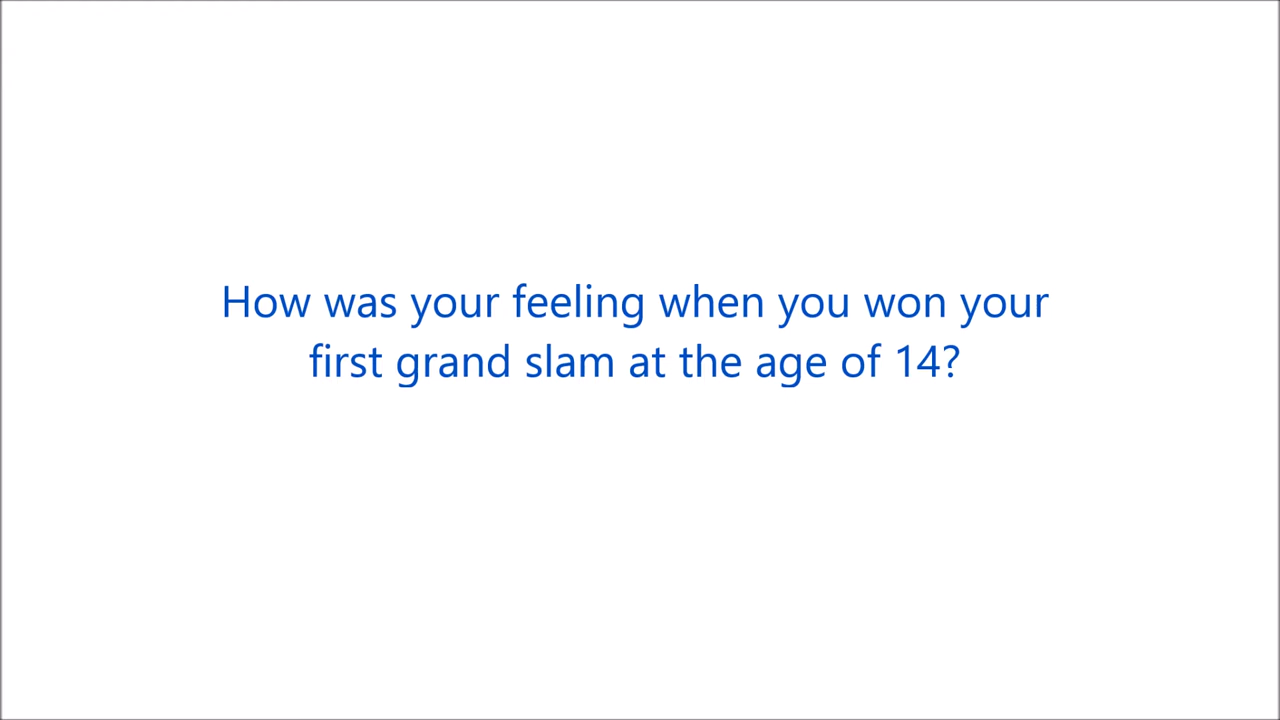 How was your feeling when you won your
first grand slam at the age of 14?